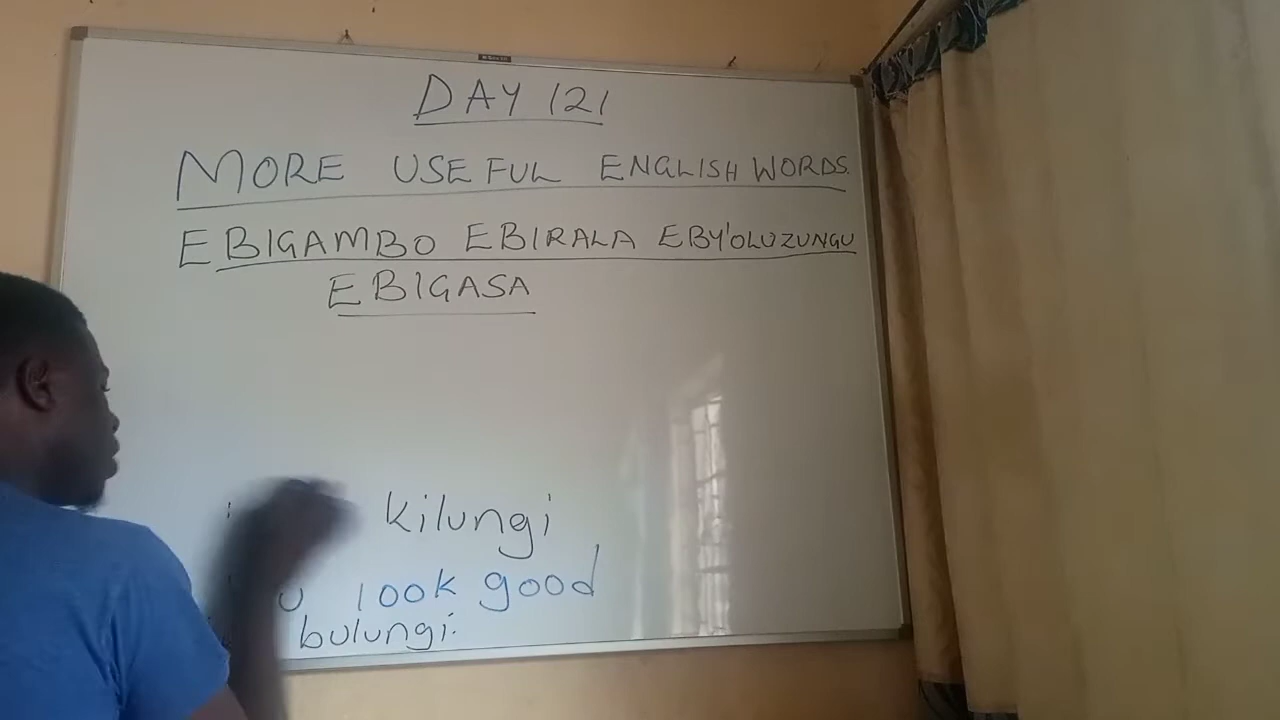 DAY 121
MORE USEFUL ENGLISH WORDS.
EBIGAMBO EBIRALA EBY'OLUZUNGU
EBIGASA
kilungi
look good
bulungi.